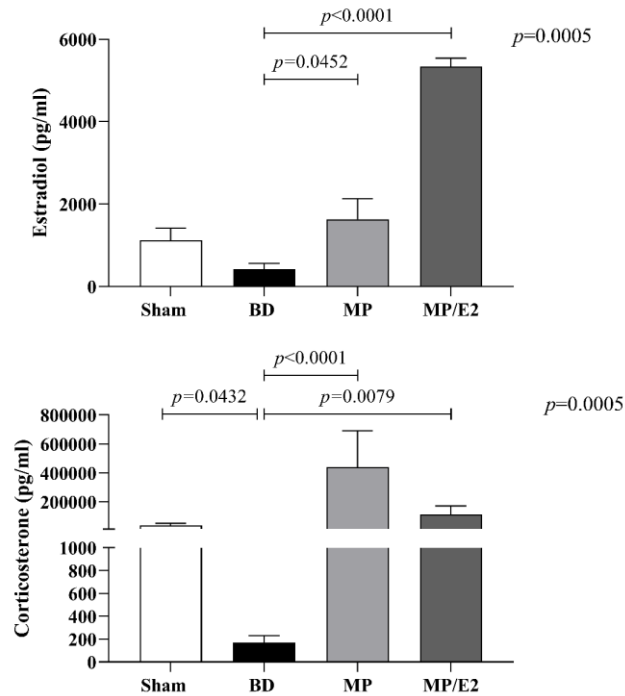 p<0.0001
p=0.0005
p=0.0452
Estradiol (pg/ml)
6000
4000
2000
0
Sham BD MP MP/E2
p<0.0001
p=0.0432 p=0.0079
p=0.0005
Corticosterone (pg/ml)
800000
600000
400000
200000
1000
800
600
400
200
0
Sham BD MP MP/E2